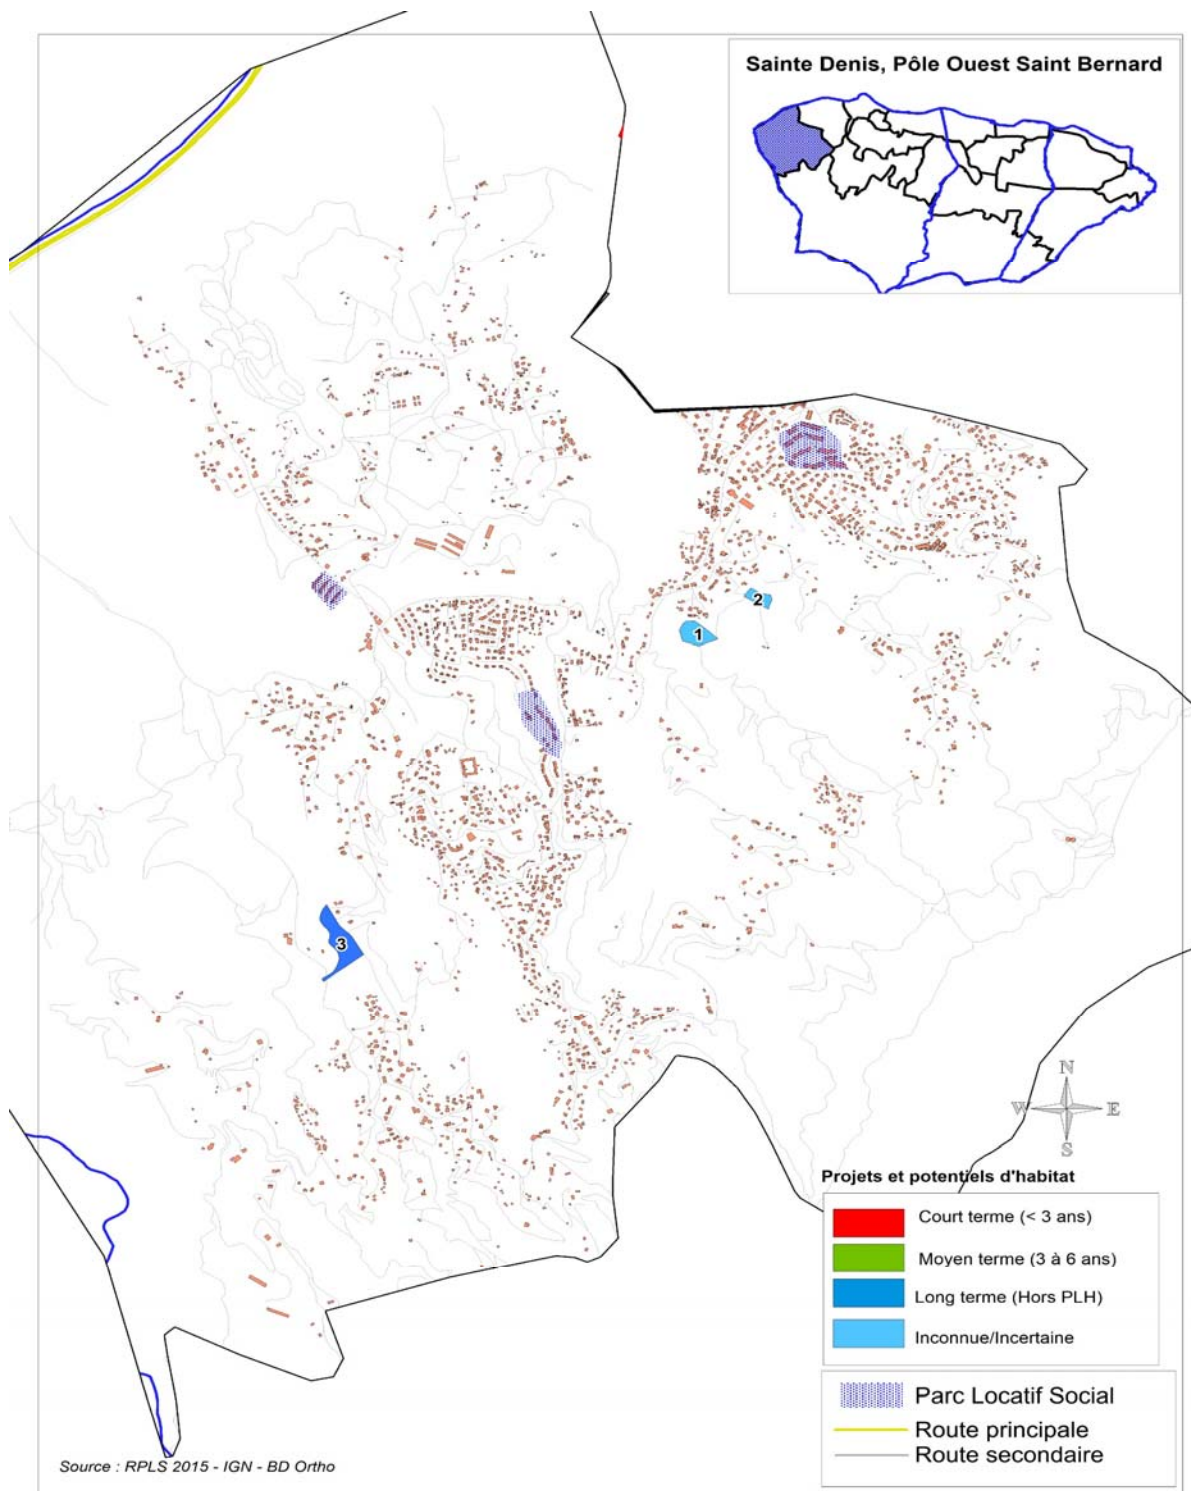 Sainte Denis, Pôle Ouest Saint Bernard
2
1
3
N
W E
S
Projets et potentiels d'habitat
Court terme (< 3 ans)
Moyen terme (3 à 6 ans)
Long terme (Hors PLH)
Inconnue/Incertaine
Parc Locatif Social
Route principale
Route secondaire
Source : RPLS 2015 - IGN - BD Ortho